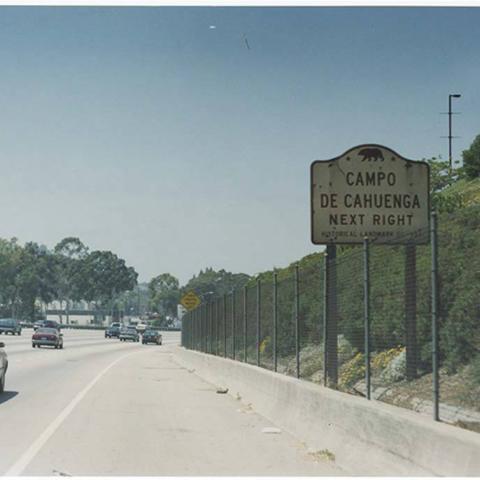 CAMPO
DE CAHUENGA
NEXT RIGHT
HISTORICAL LANDMARK